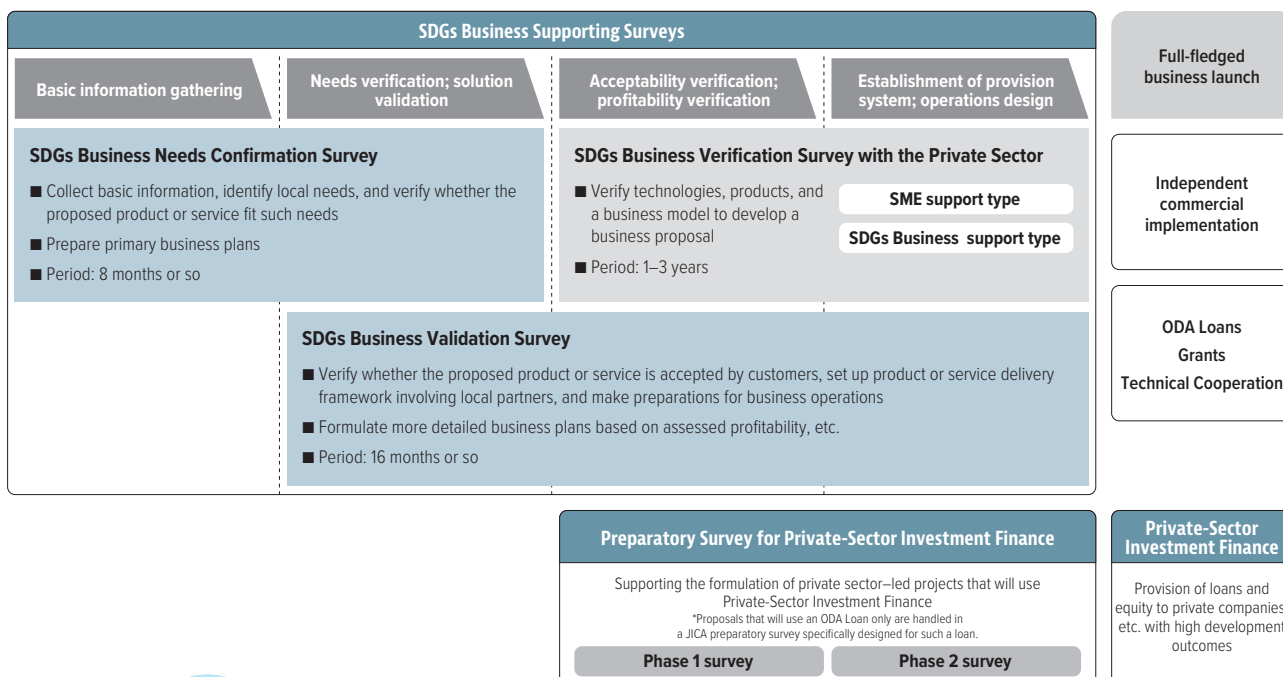 SDGs Business Supporting Surveys
Basic information gathering
Needs verification; solution
validation
Acceptability verification;
profitability verification
Establishment of provision
system; operations design
Full-fledged
business launch
SDGs Business Needs Confirmation Survey
■ Collect basic information, identify local needs, and verify whether the
proposed product or service fit such needs
■ Prepare primary business plans
■ Period: 8 months or so
SDGs Business Verification Survey with the Private Sector
■ Verify technologies, products, and
a business model to develop a
business proposal
■ Period: 1–3 years
SME support type
SDGs Business support type
Independent
commercial
implementation
SDGs Business Validation Survey
■ Verify whether the proposed product or service is accepted by customers, set up product or service delivery
framework involving local partners, and make preparations for business operations
■ Formulate more detailed business plans based on assessed profitability, etc.
■ Period: 16 months or so
ODA Loans
Grants
Technical Cooperation
Preparatory Survey for Private-Sector Investment Finance
Supporting the formulation of private sector–led projects that will use
Private-Sector Investment Finance
*Proposals that will use an ODA Loan only are handled in
a JICA preparatory survey specifically designed for such a loan.
Phase 1 survey
Phase 2 survey
Private-Sector
Investment Finance
Provision of loans and
equity to private companies,
etc. with high development
outcomes